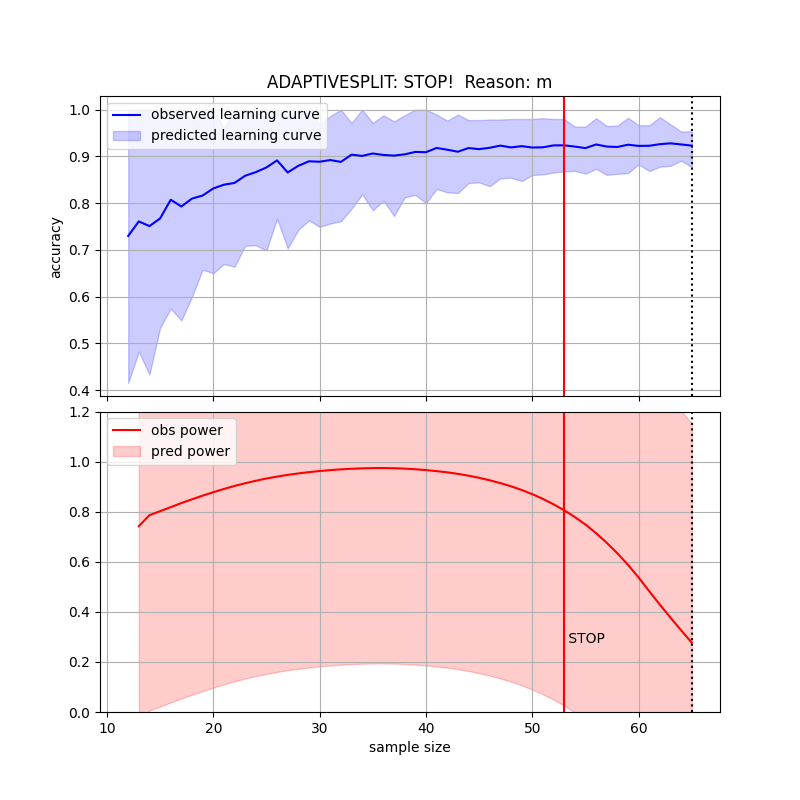 ADAPTIVESPLIT: STOP!  Reason: m
observed learning curve
predicted learning curve
1.0
0.9
0.8
0.7
0.6
0.5
0.4
accuracy
obs power
pred power
1.2
1.0
0.8
0.6
0.4
0.2
0.0
STOP
10
20
30
40
50
60
sample size